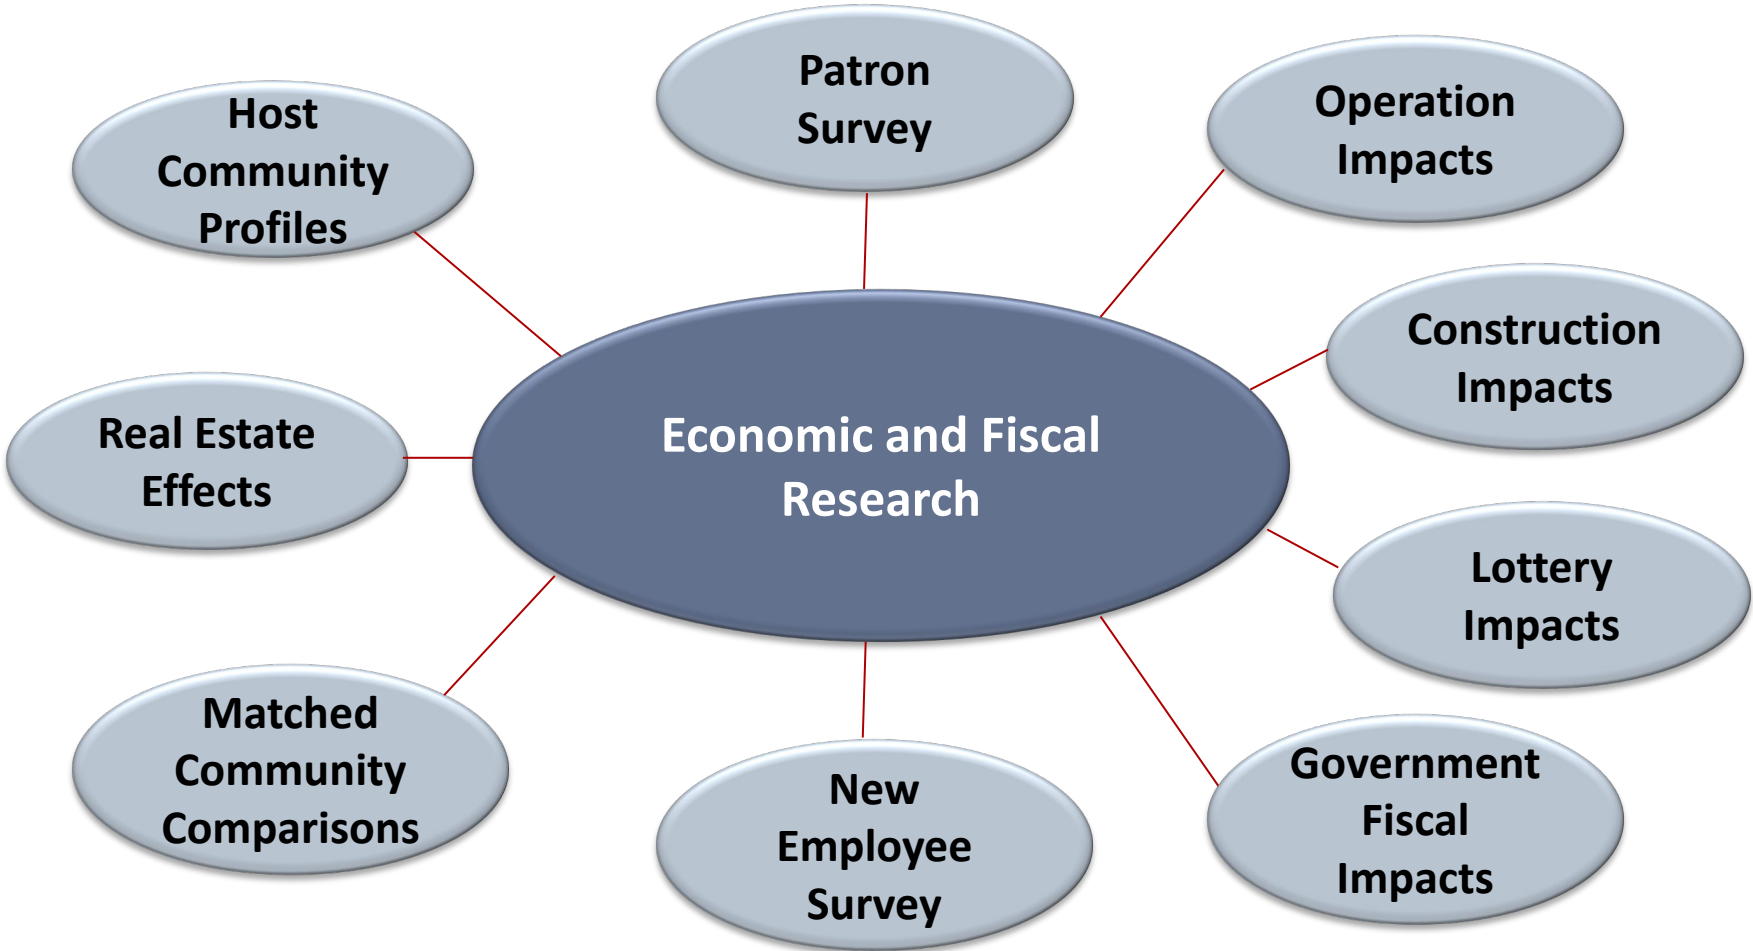 Patron
Survey
Operation
Impacts
Host
Community
Profiles
Construction
Impacts
Real Estate
Effects
Economic and Fiscal
Research
Lottery
Impacts
Matched
Community
Comparisons
New
Employee
Survey
Government
Fiscal
Impacts